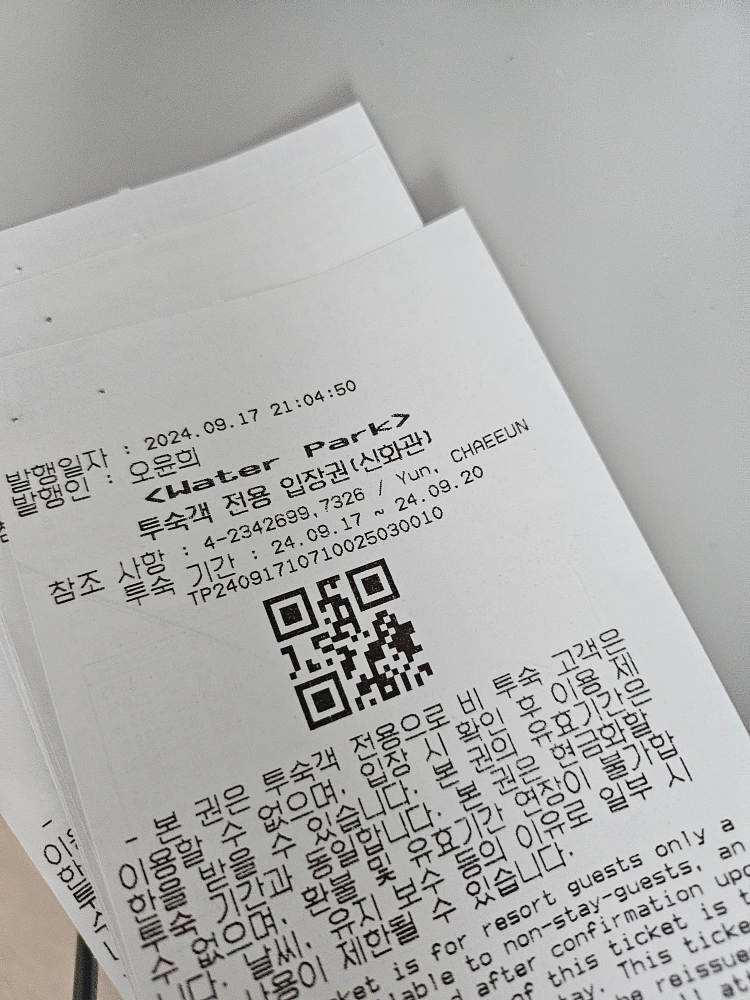 발행일자 : 2024.09.17 21:04:50
발행인 : 오윤희
<Water Park>
투숙객 전용 입장권(신화관)
참조 사항 : 4-2342699,7326 / Yun, CHAEEUN
투숙 기간 : 24.09.17 ~ 24.09.20
TP24091710710025030010
- 본 권은 투숙객 전용으로 비 투숙 고객은
이용할 수 없으며, 입장 시 확인 후 이용 제
한을 받을 수 있습니다. 본 권의 유효기간은
투숙 기간과 동일합니다. 본 권은 현금화할
수 없으며, 환불 및 유효기간 연장이 불가합
니다. 날씨, 유지 보수 등의 이유로 일부 시
사용이 제한될 수 있습니다.
ket is for resort guests only a
lable to non-stay-guests, an
d after confirmation upo
of this ticket is t
ay. This ticke
be reissue